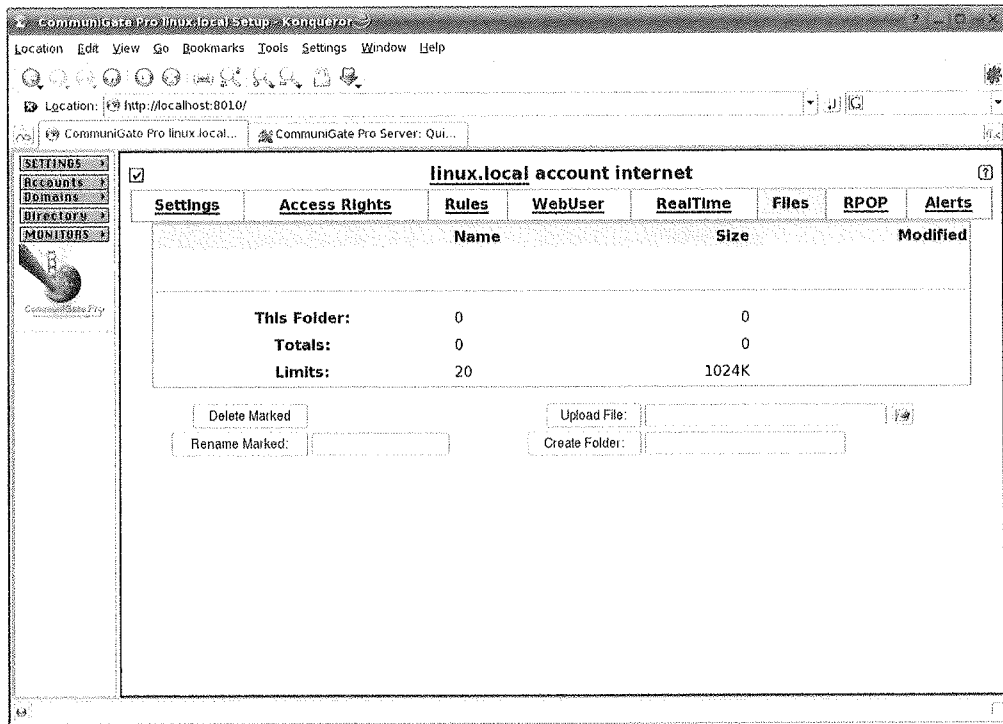 CommuniGate Pro linux.local Setup - Konqueror
Location Edit View Go Bookmarks Tools Settings Window Help
Location: http://localhost:8010/
CommuniGate Pro linux.local... CommuniGate Pro Server: Qui...
SETTINGS
Accounts
Domains
Directory
MONITORS
CommuniGate Pro
linux.local account internet
Settings Access Rights Rules WebUser RealTime Files RPOP Alerts
Name Size Modified
This Folder: 0 0
Totals: 0 0
Limits: 20 1024K
Delete Marked Upload File:
Rename Marked: Create Folder: